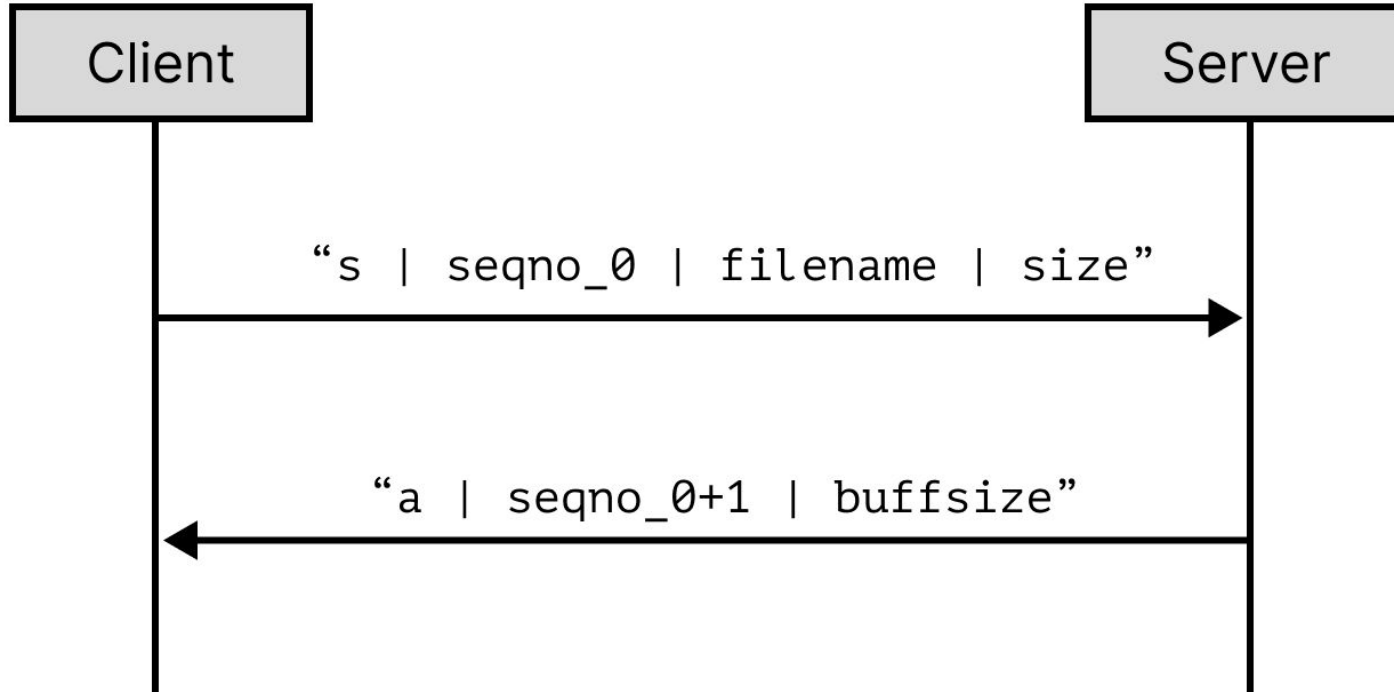 Client
Server
“s | seqno_0 | filename | size”
“a | seqno_0+1 | buffsize”